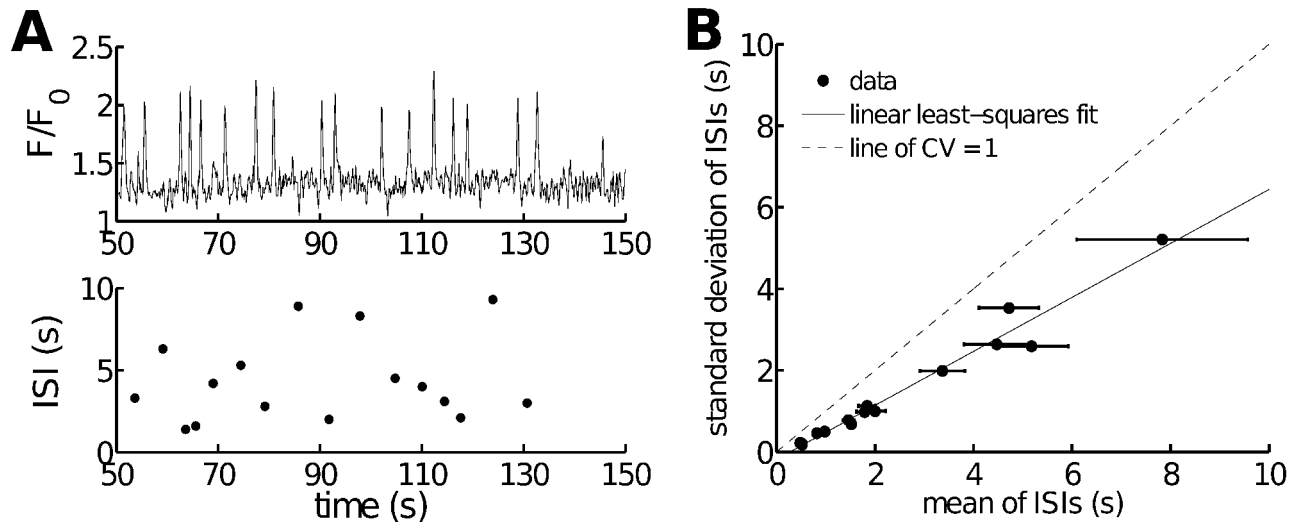 A
F/F0
2.5
2
1.5
1
50 70 90 110 130 150
ISI (s)
10
5
0
50 70 90 110 130 150
time (s)
B
standard deviation of ISIs (s)
10
8
6
4
2
0
data
linear least-squares fit
line of CV = 1
0 2 4 6 8 10
mean of ISIs (s)